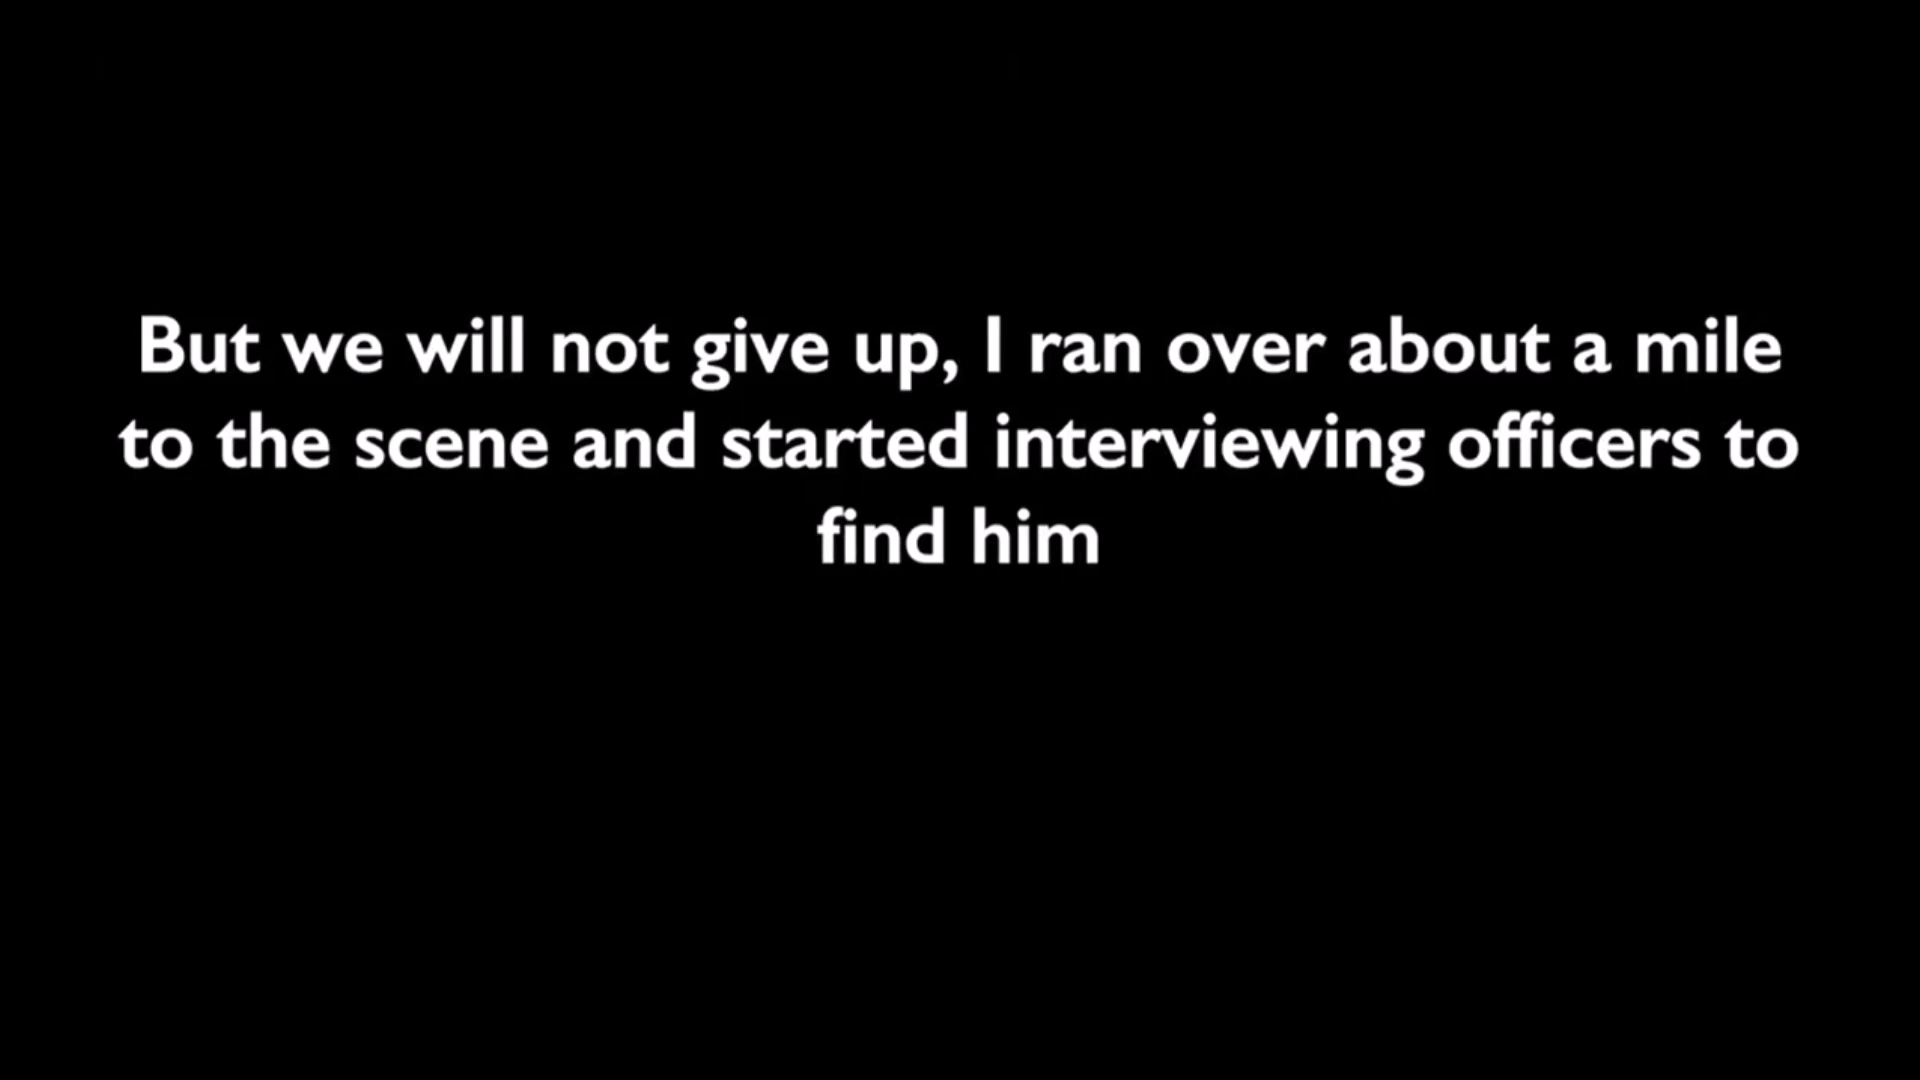 But we will not give up, I ran over about a mile
to the scene and started interviewing officers to
find him